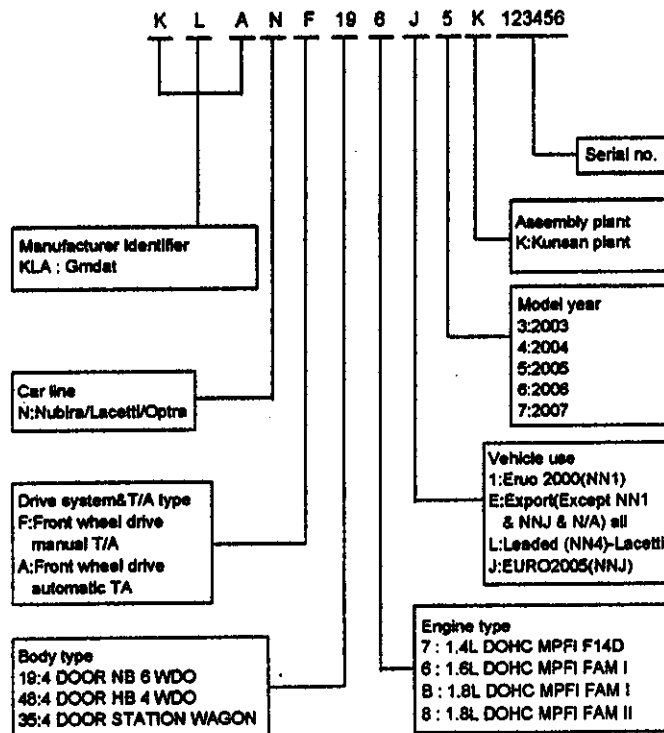 K L A N F 19 6 J 5 K 123456
Serial no.
Assembly plant
K:Kunsan plant
Manufacturer identifier
KLA : Gmdat
Model year
3:2003
4:2004
5:2005
6:2006
7:2007
Car line
N:Nubira/Lacetti/Optra
Vehicle use
1:Eruo 2000(NN1)
E:Export(Except NN1
& NNJ & N/A) all
L:Leaded (NN4)-Lacetti
J:EURO2005(NNJ)
Drive system&T/A type
F:Front wheel drive
manual T/A
A:Front wheel drive
automatic TA
Engine type
7 : 1.4L DOHC MPFI F14D
6 : 1.6L DOHC MPFI FAM I
B : 1.8L DOHC MPFI FAM I
8 : 1.8L DOHC MPFI FAM II
Body type
19:4 DOOR NB 6 WDO
48:4 DOOR HB 4 WDO
35:4 DOOR STATION WAGON